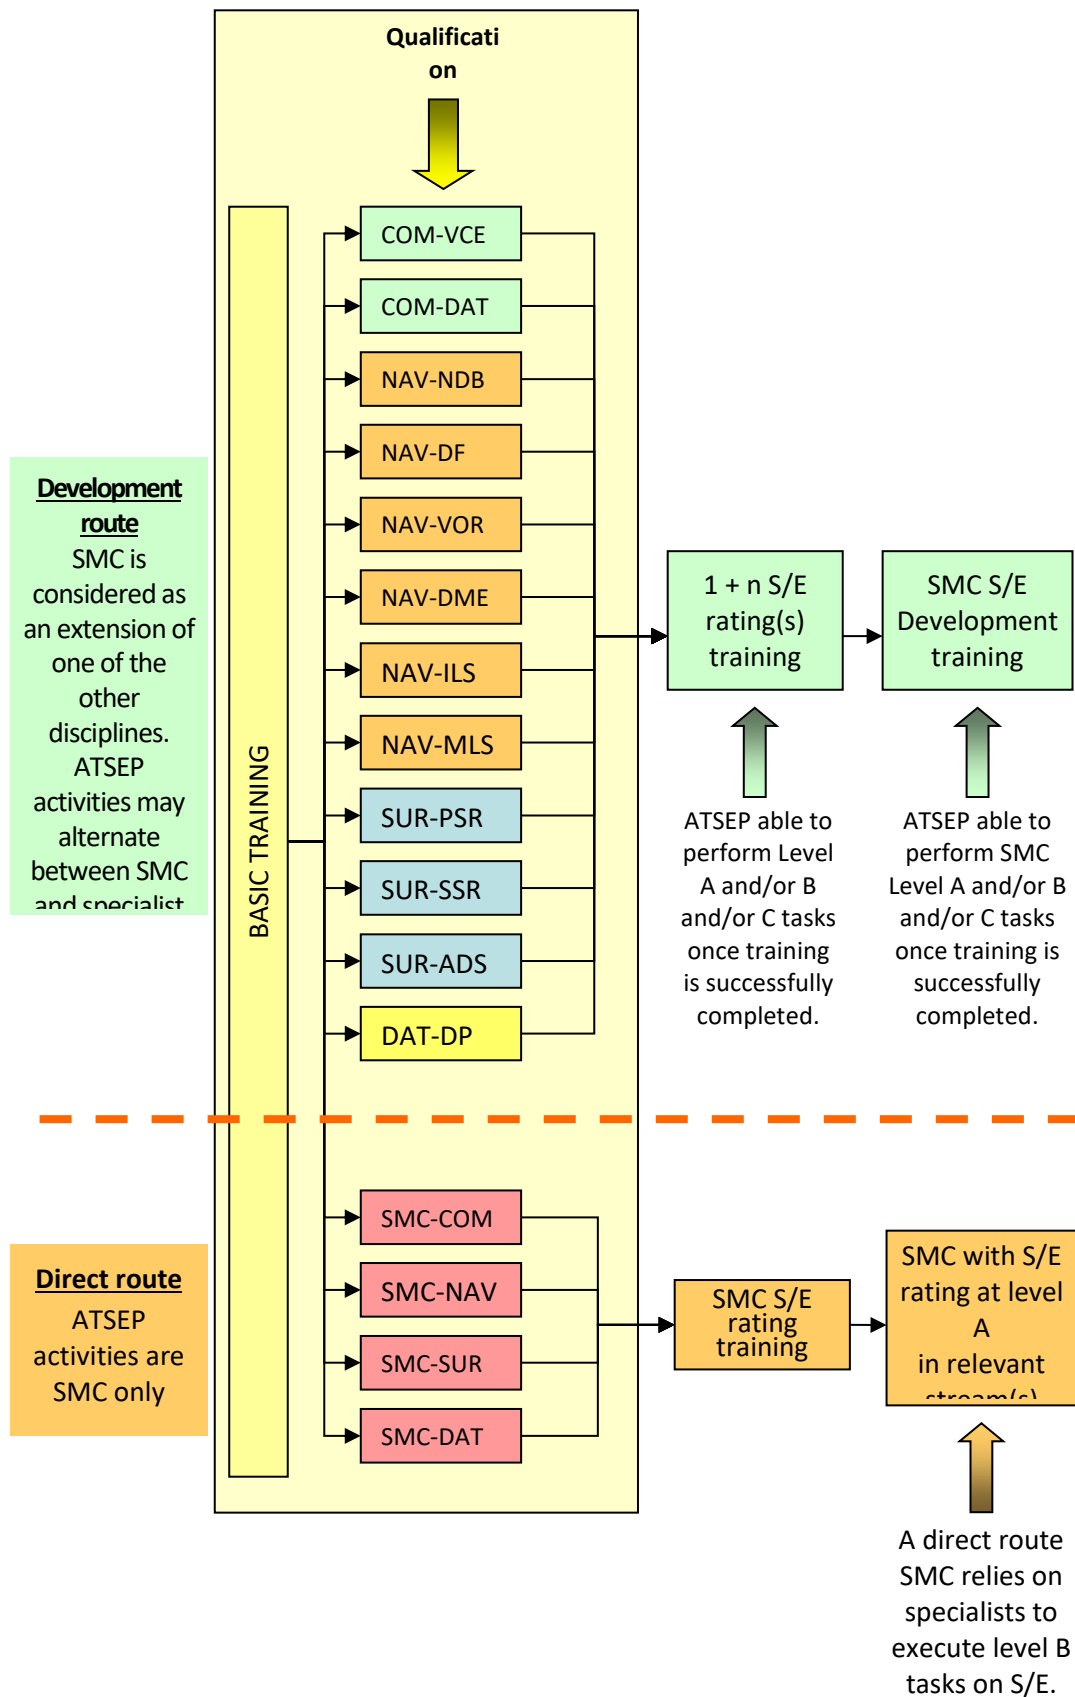 Qualificati
on
BASIC TRAINING
COM-VCE
COM-DAT
NAV-NDB
NAV-DF
NAV-VOR
NAV-DME
NAV-ILS
NAV-MLS
SUR-PSR
SUR-SSR
SUR-ADS
DAT-DP
Development
route
SMC is
considered as
an extension of
one of the
other
disciplines.
ATSEP
activities may
alternate
between SMC
and specialist
1 + n S/E
rating(s)
training
SMC S/E
Development
training
ATSEP able to
perform Level
A and/or B
and/or C tasks
once training
is successfully
completed.
ATSEP able to
perform SMC
Level A and/or B
and/or C tasks
once training is
successfully
completed.
SMC-COM
SMC-NAV
SMC-SUR
SMC-DAT
Direct route
ATSEP
activities are
SMC only
SMC S/E
rating
training
SMC with S/E
rating at level
A
in relevant
stream(s)
A direct route
SMC relies on
specialists to
execute level B
tasks on S/E.